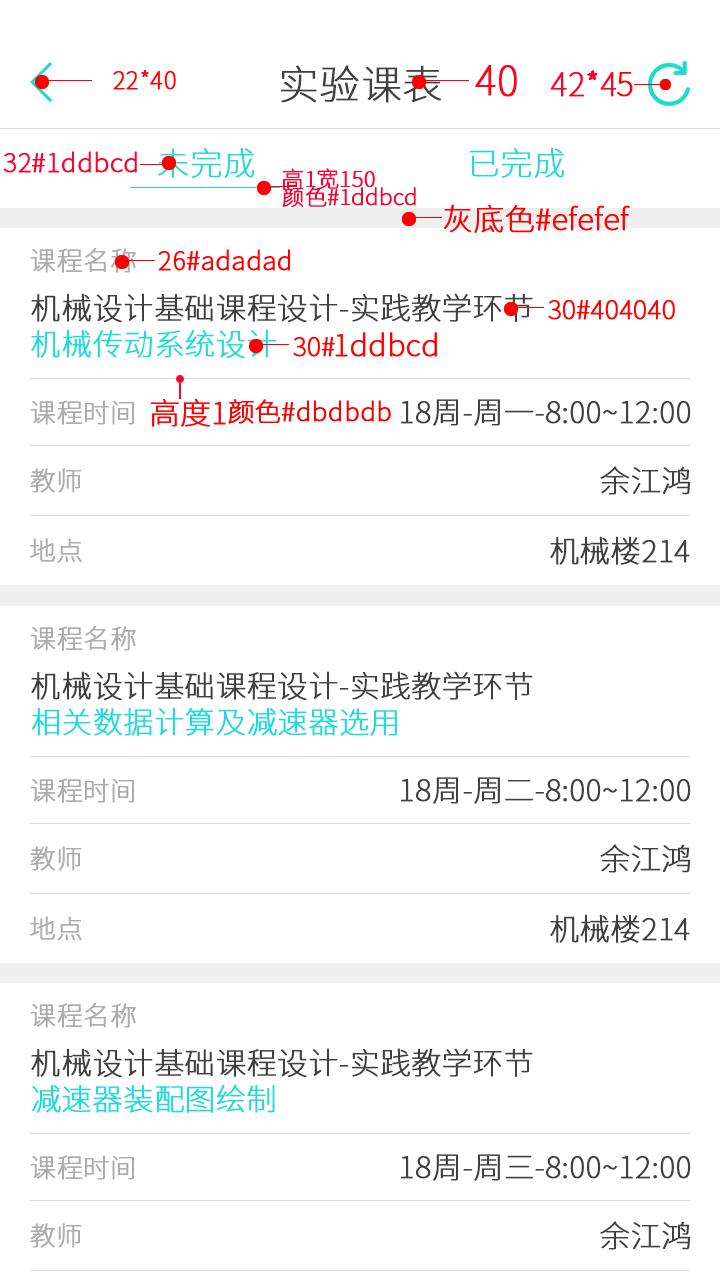 22*40 实验课表 40 42*45
32#1ddbcd 未完成 已完成
高1宽150
颜色#1ddbcd
灰底色#efefef
课程名称 26#adadad
机械设计基础课程设计-实践教学环节 30#404040
机械传动系统设计 30#1ddbcd
课程时间 高度1颜色#dbdbdb 18周-周一-8:00~12:00
教师 余江鸿
地点 机械楼214
课程名称
机械设计基础课程设计-实践教学环节
相关数据计算及减速器选用
课程时间 18周-周二-8:00~12:00
教师 余江鸿
地点 机械楼214
课程名称
机械设计基础课程设计-实践教学环节
减速器装配图绘制
课程时间 18周-周三-8:00~12:00
教师 余江鸿